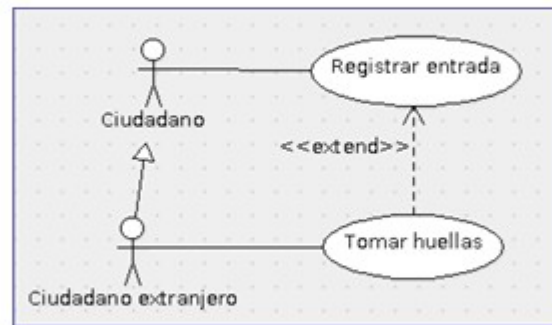 Registrar entrada
Ciudadano
<<extend>>
Tomar huellas
Ciudadano extranjero